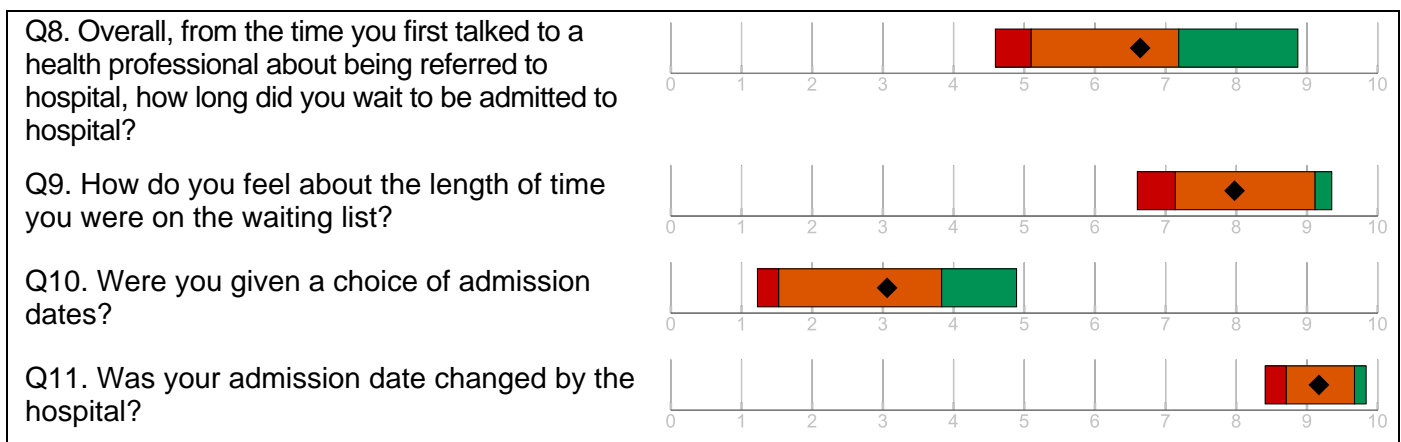 Q8. Overall, from the time you first talked to a
health professional about being referred to
hospital, how long did you wait to be admitted to
hospital?
0 1 2 3 4 5 6 7 8 9 10
Q9. How do you feel about the length of time
you were on the waiting list?
0 1 2 3 4 5 6 7 8 9 10
Q10. Were you given a choice of admission
dates?
0 1 2 3 4 5 6 7 8 9 10
Q11. Was your admission date changed by the
hospital?
0 1 2 3 4 5 6 7 8 9 10